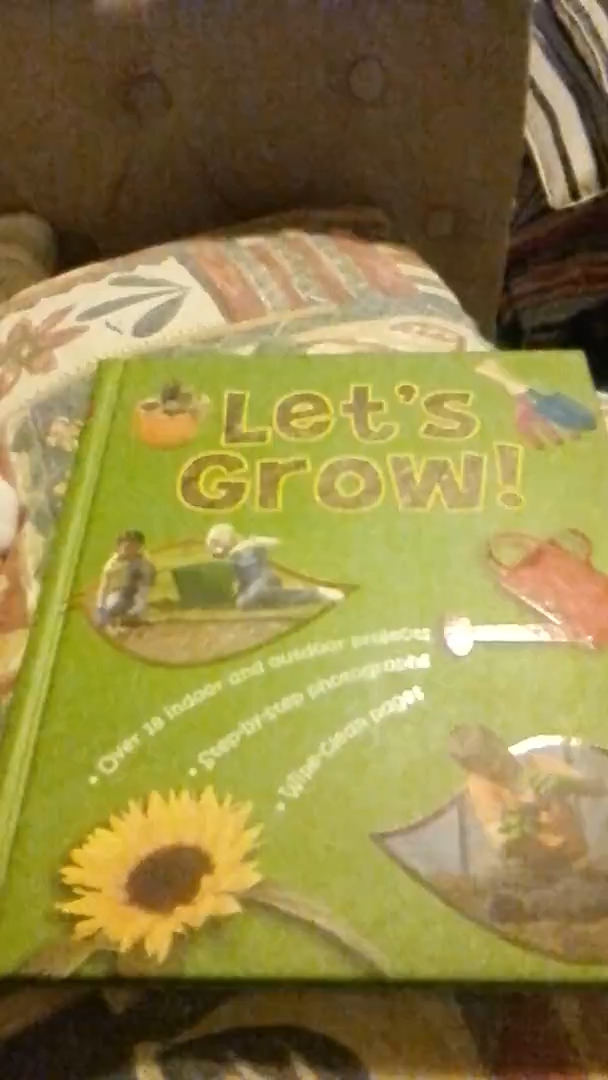 Let's
Grow!
• Over 18 indoor and outdoor projects
• Step-by-step photographs
• Wipe-clean pages